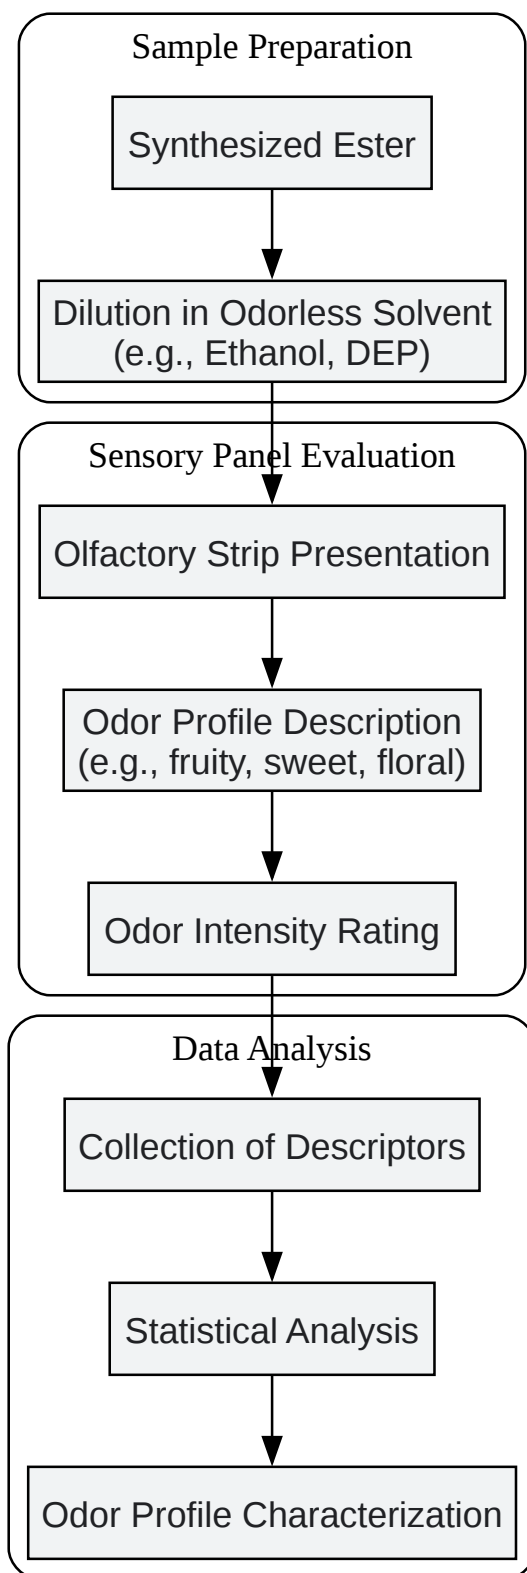 Sample Preparation
Synthesized Ester
Dilution in Odorless Solvent
(e.g., Ethanol, DEP)
Sensory Panel Evaluation
Olfactory Strip Presentation
Odor Profile Description
(e.g., fruity, sweet, floral)
Odor Intensity Rating
Data Analysis
Collection of Descriptors
Statistical Analysis
Odor Profile Characterization